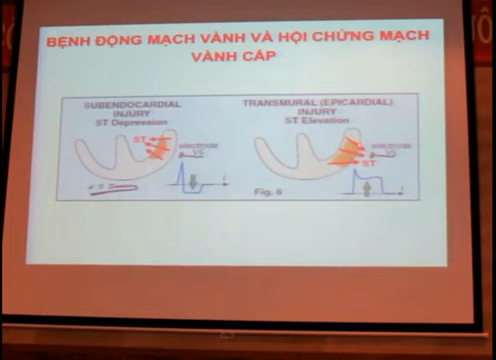 BỆNH ĐỘNG MẠCH VÀNH VÀ HỘI CHỨNG MẠCH
VÀNH CẤP
SUBENDOCARDIAL
INJURY
ST Depression
ST
electrode
V5
t
TRANSMURAL (EPICARDIAL)
INJURY
ST Elevation
electrode
V5
ST
Fig. 6
t